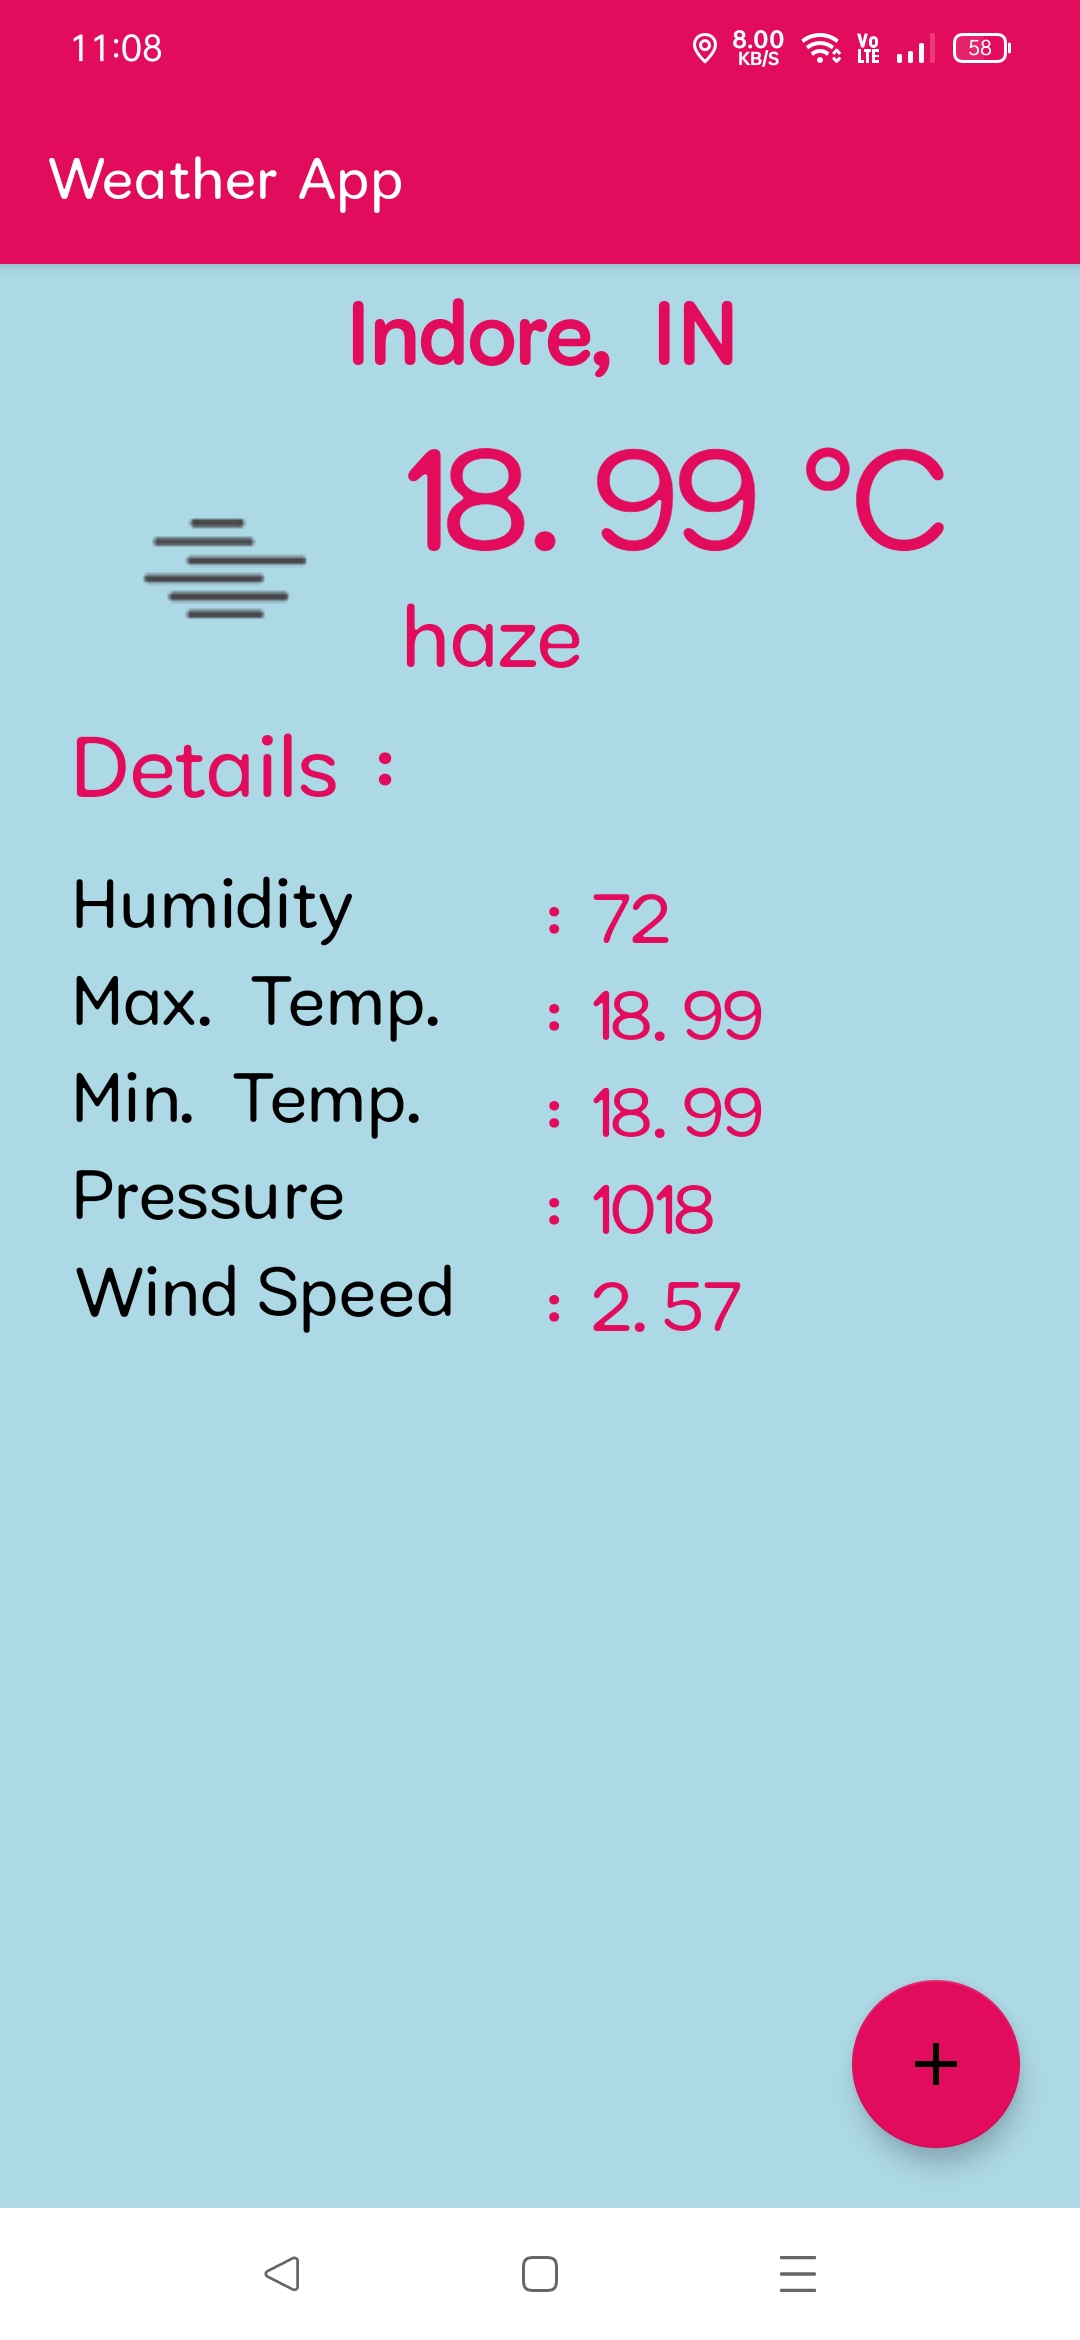 11:08 8.00 KB/S Vo LTE 58
Weather App
Indore, IN
18.99 °C
haze
Details :
Humidity : 72
Max. Temp. : 18.99
Min. Temp. : 18.99
Pressure : 1018
Wind Speed : 2.57
+